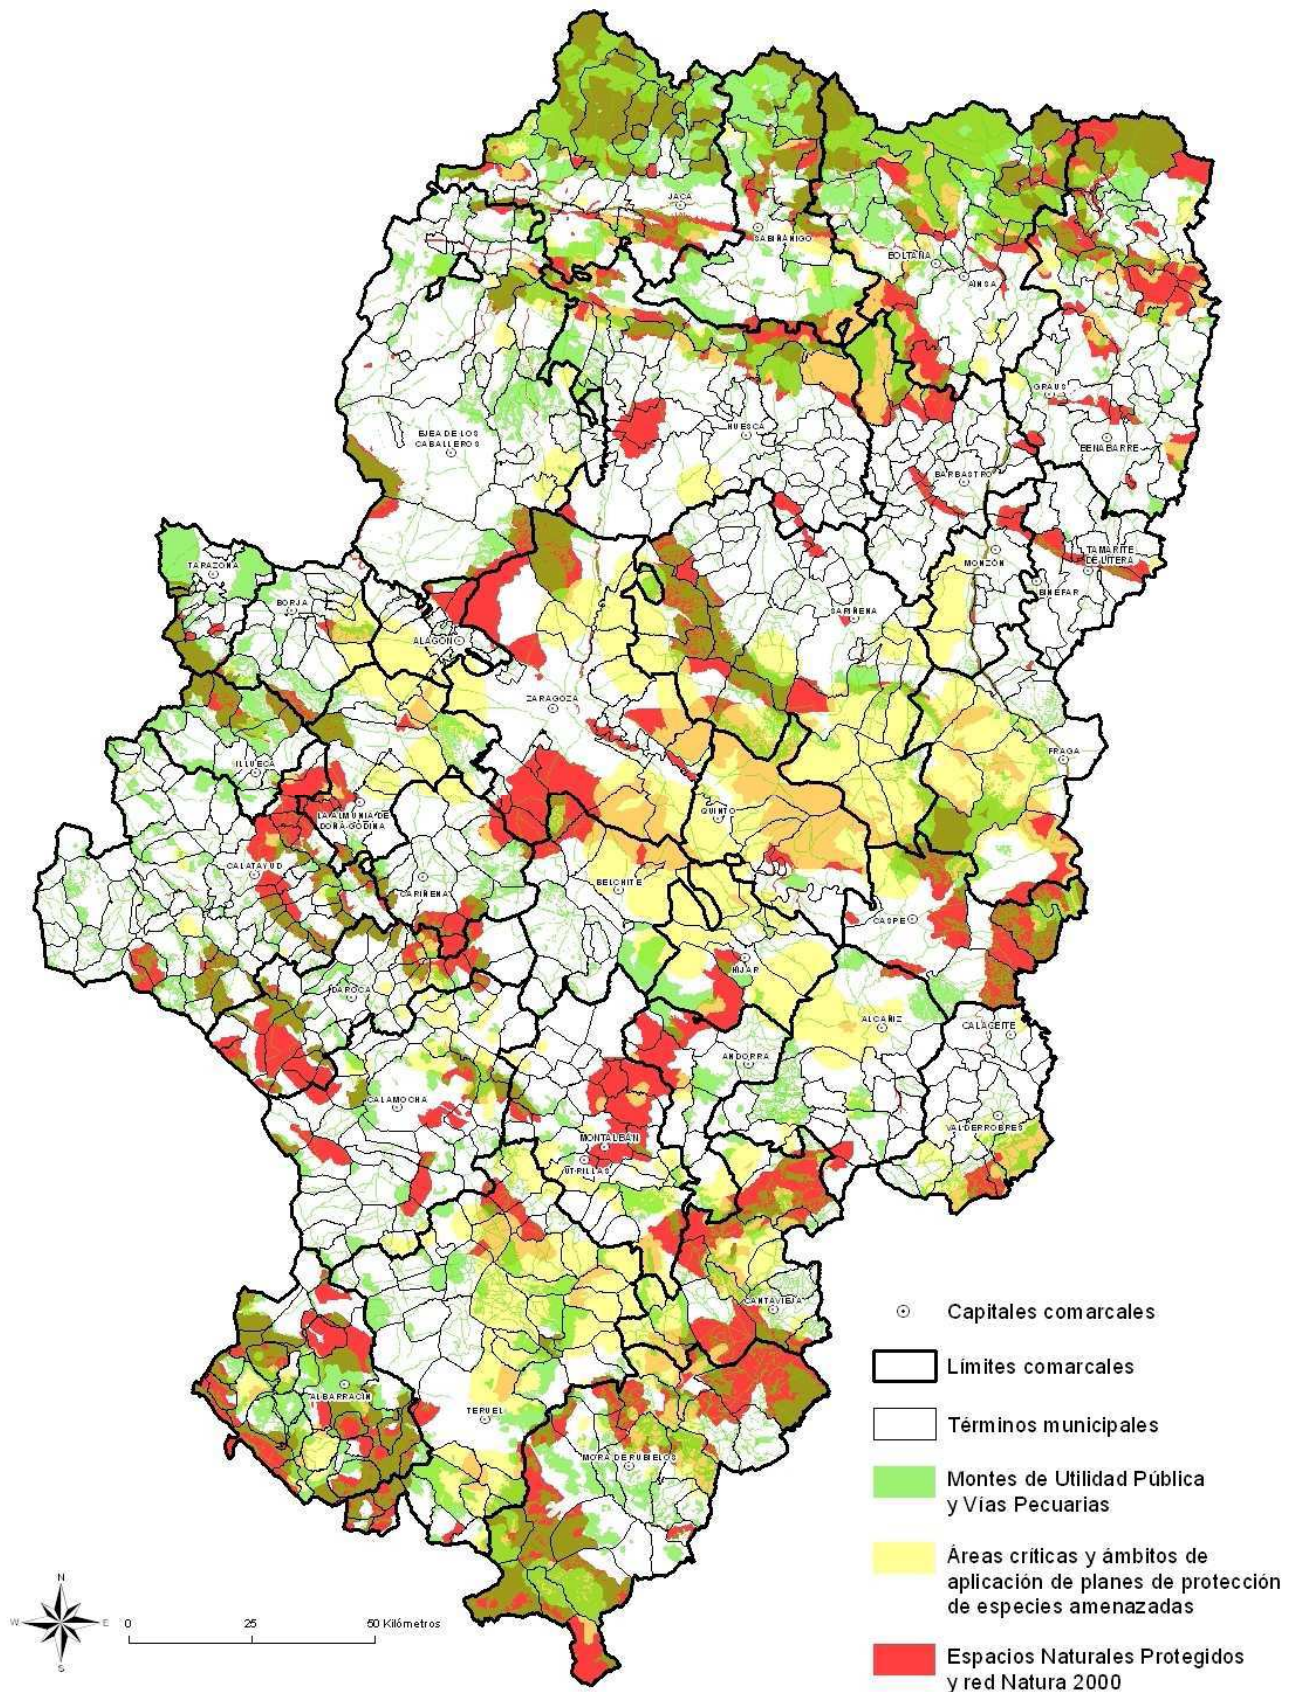 JACA
SABIÑÁNIGO
BOLTAÑA
AINSA
GRAUS
EJEA DE LOS
CABALLEROS
HUESCA
BENABARRE
BARBASTRO
TARAZONA
MONZÓN
TAMARITE
DE LITERA
BINEFAR
BORJA
SARIÑENA
ALAGÓN
ZARAGOZA
FRAGA
ILLUECA
LA ALMUNIA DE
DOÑA GODINA
QUINTO
CALATAYUD
CARIÑENA
BELCHITE
CASPE
HÍJAR
DAROCA
ALCAÑIZ
CALACEITE
ANDORRA
CALAMOCHA
VALDERROBRES
MONTALBÁN
UTRILLAS
CANTAVIEJA
ALBARRACÍN
TERUEL
MORA DE RUBIELOS
Capitales comarcales
Límites comarcales
Términos municipales
Montes de Utilidad Pública
y Vías Pecuarias
Áreas críticas y ámbitos de
aplicación de planes de protección
de especies amenazadas
Espacios Naturales Protegidos
y red Natura 2000
N
W E
S
0 25 50 Kilómetros